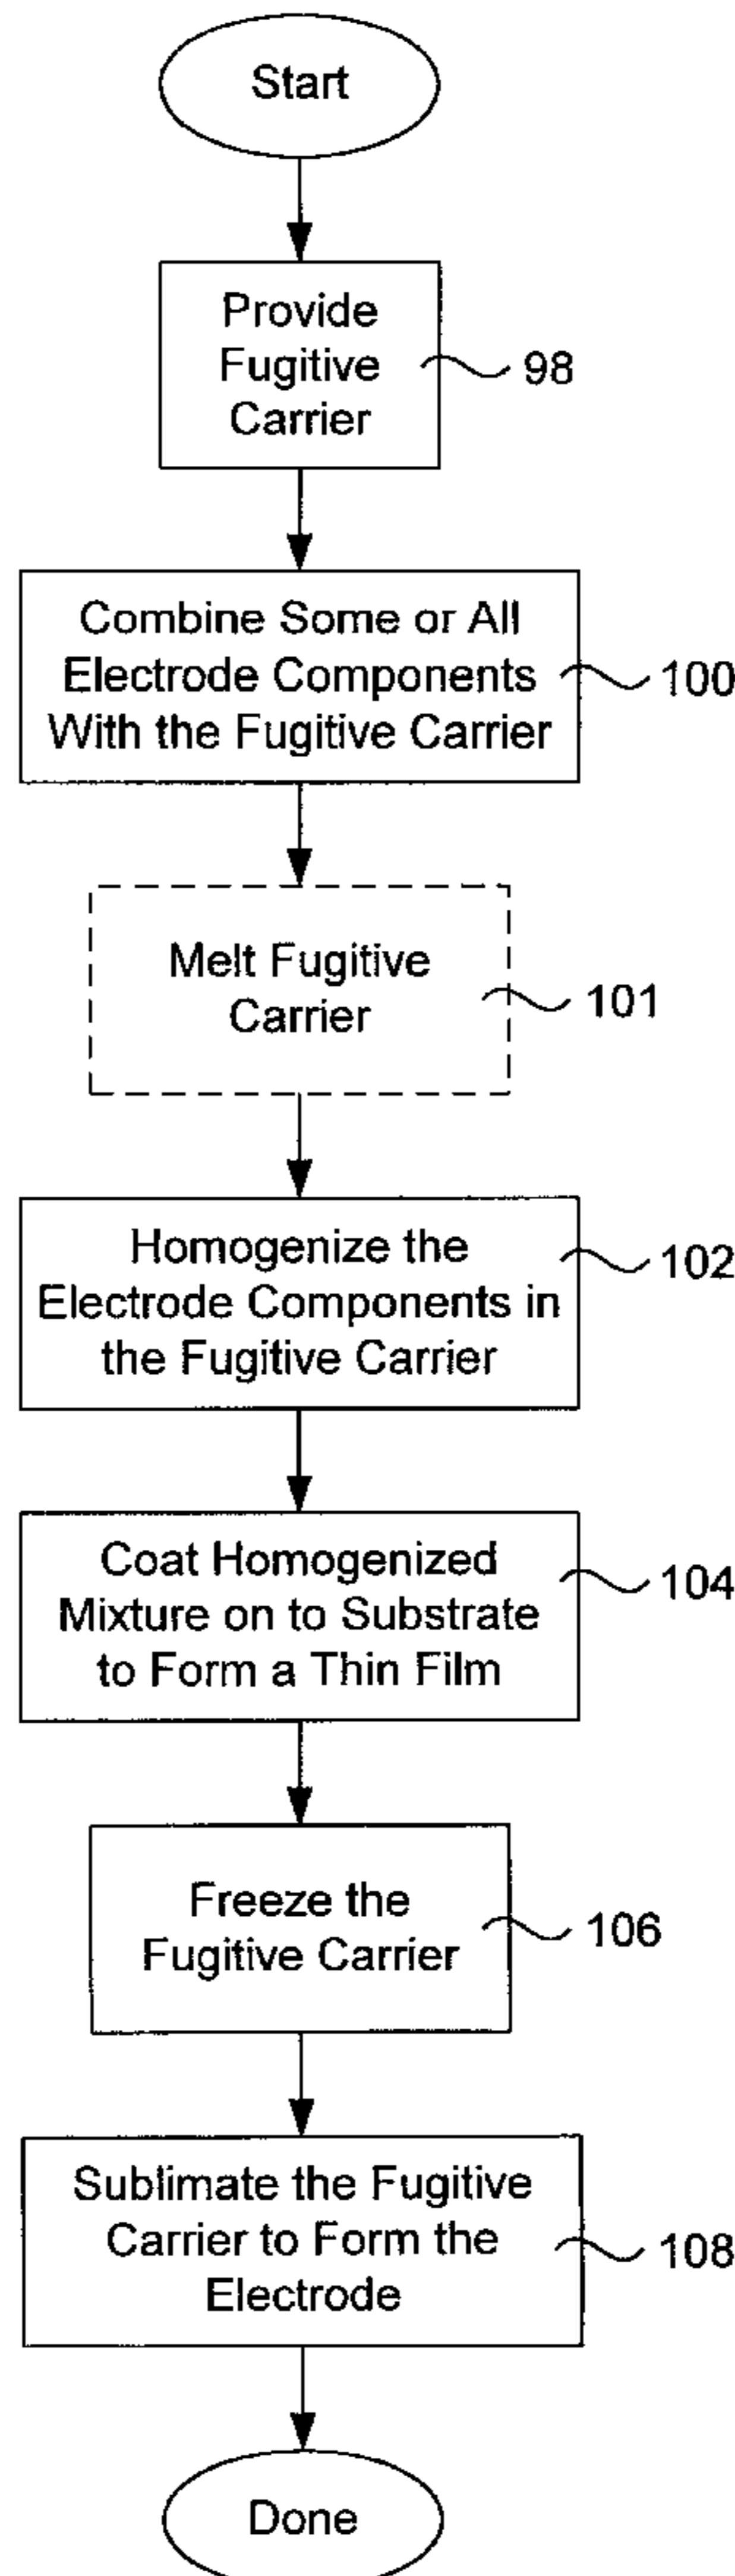 Start
Provide
Fugitive
Carrier
98
Combine Some or All
Electrode Components
With the Fugitive Carrier
100
Melt Fugitive
Carrier
101
Homogenize the
Electrode Components in
the Fugitive Carrier
102
Coat Homogenized
Mixture on to Substrate
to Form a Thin Film
104
Freeze the
Fugitive Carrier
106
Sublimate the Fugitive
Carrier to Form the
Electrode
108
Done